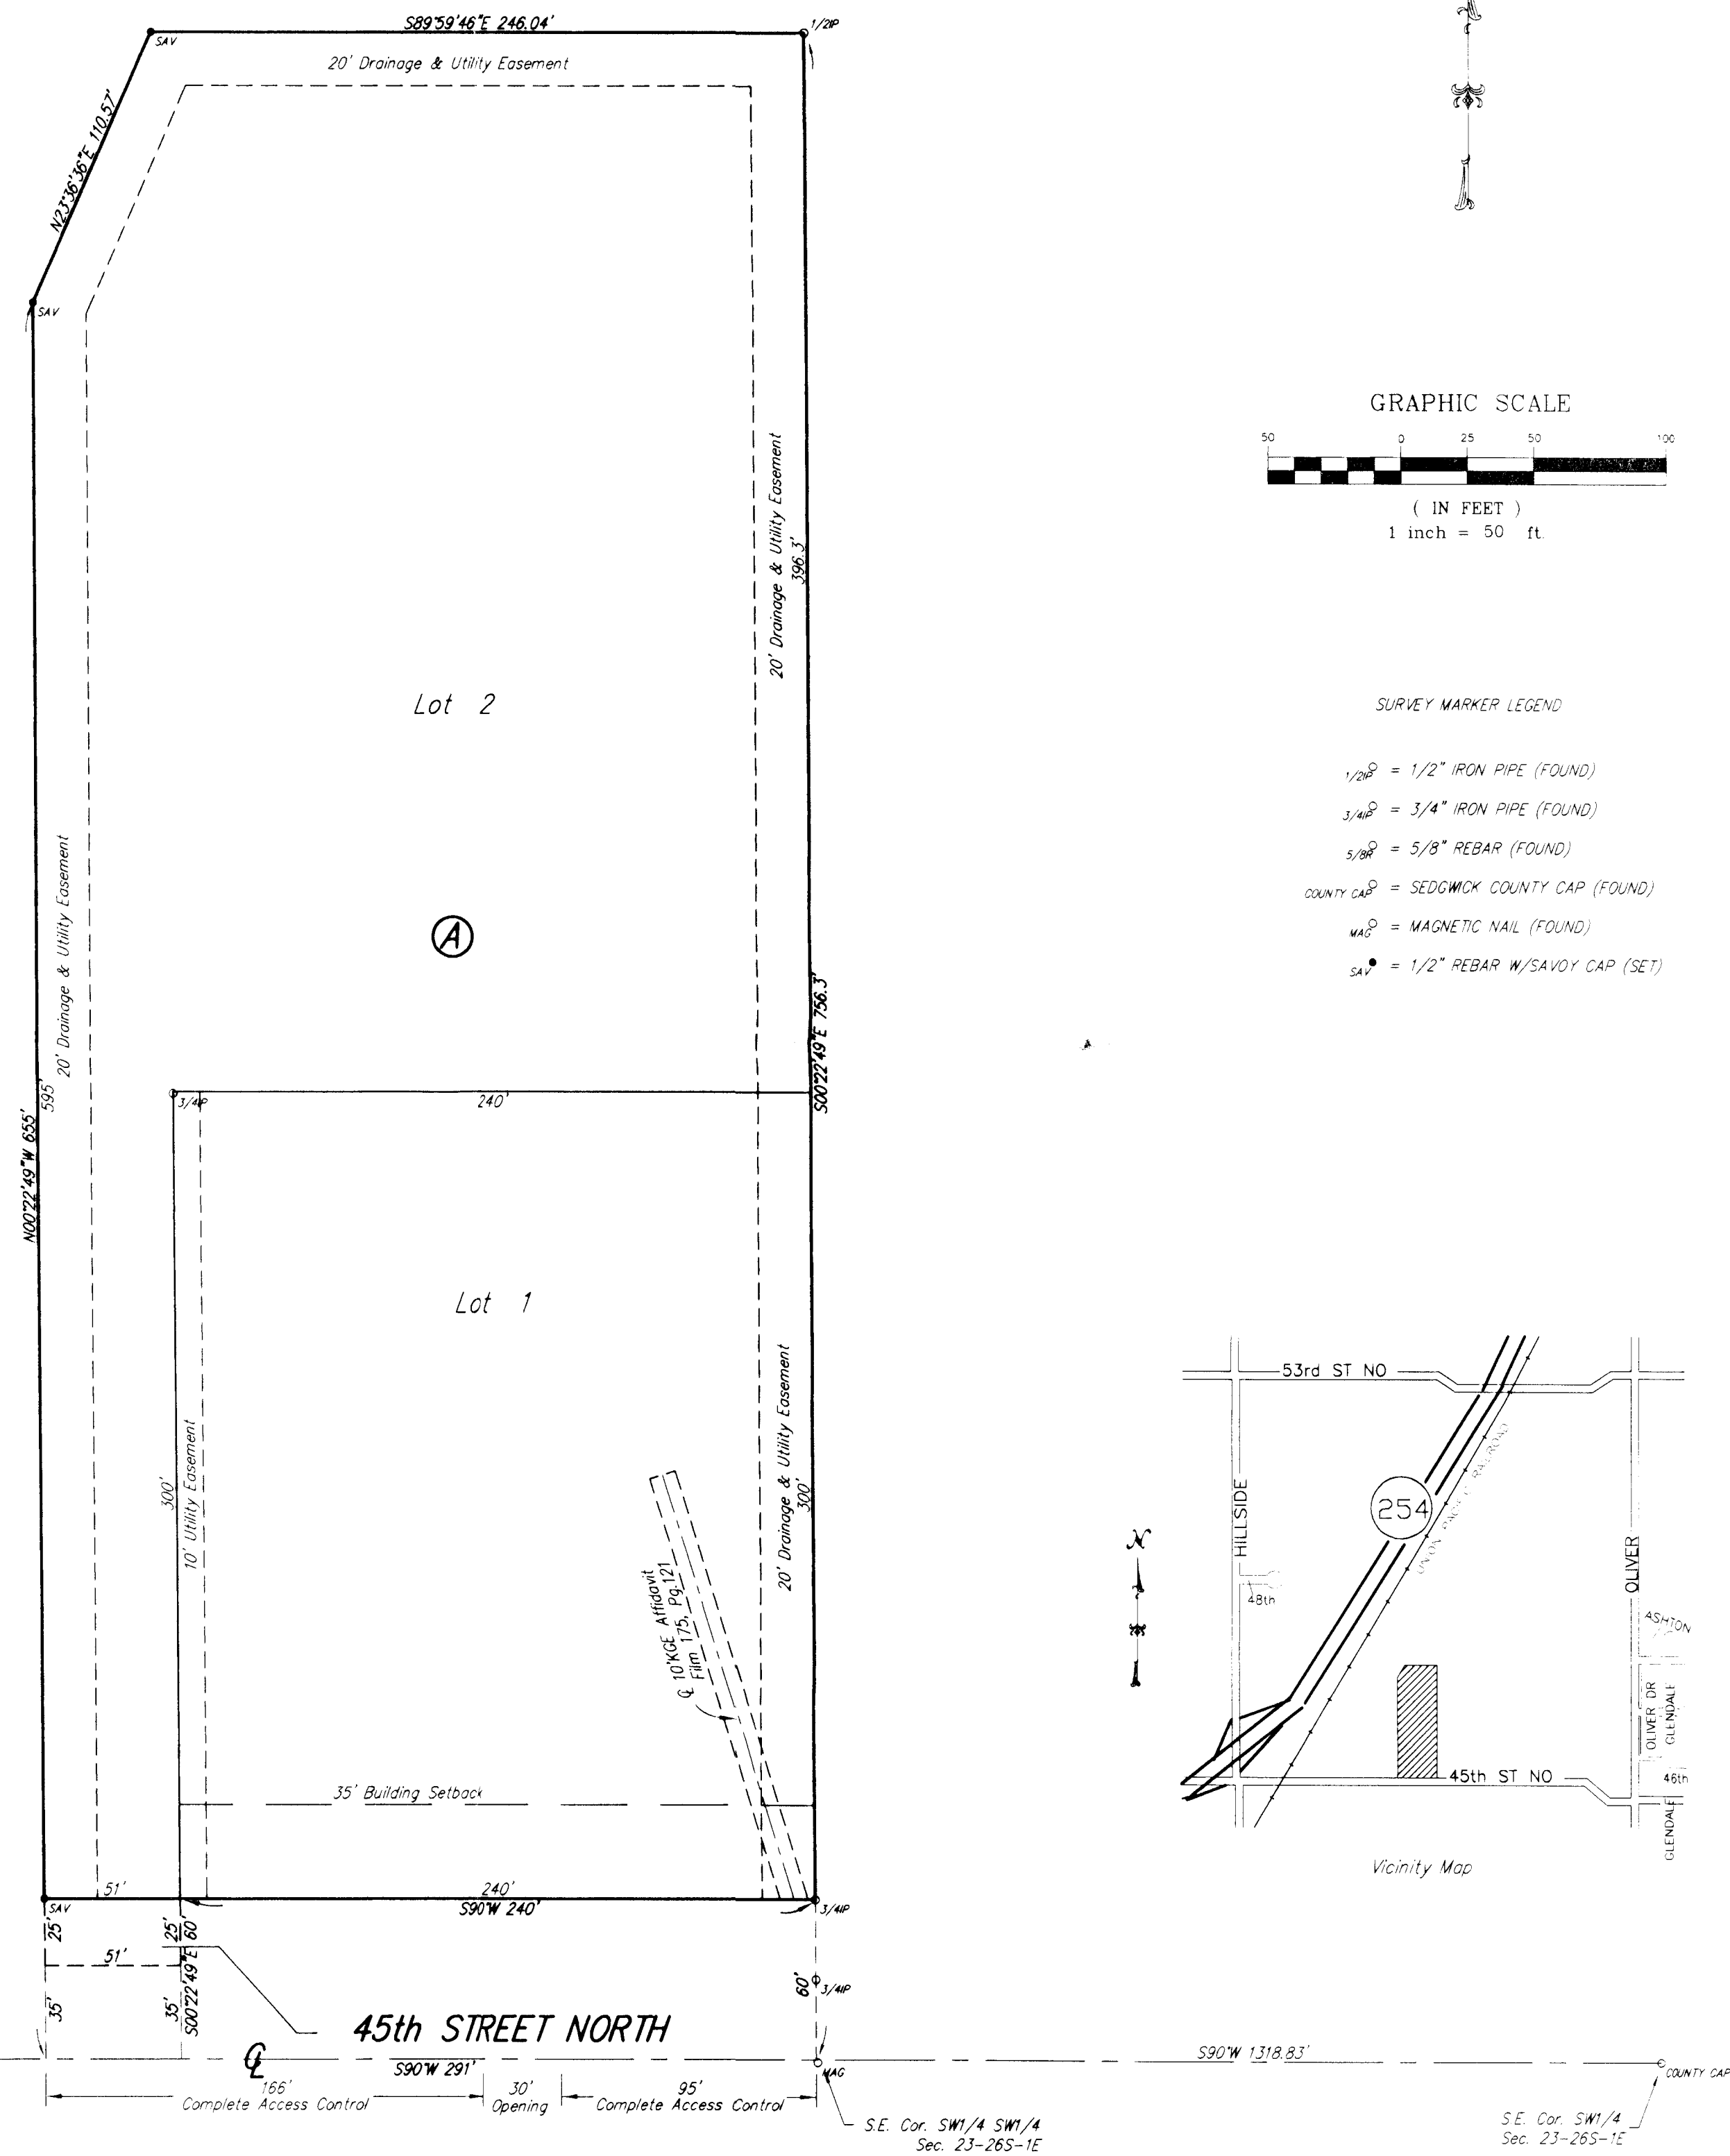 S89°59'46"E 246.04'
1/2IP
SAV
20' Drainage & Utility Easement
N23°36'36"E 110.57'
SAV
GRAPHIC SCALE
50 0 25 50 100
( IN FEET )
1 inch = 50 ft.
20' Drainage & Utility Easement
396.3'
Lot 2
SURVEY MARKER LEGEND
1/2IP = 1/2" IRON PIPE (FOUND)
3/4IP = 3/4" IRON PIPE (FOUND)
5/8R = 5/8" REBAR (FOUND)
COUNTY CAP = SEDGWICK COUNTY CAP (FOUND)
MAG = MAGNETIC NAIL (FOUND)
SAV = 1/2" REBAR W/SAVOY CAP (SET)
20' Drainage & Utility Easement
A
S00°22'49"E 756.3'
595'
N00°22'49"W 655'
3/4IP
240'
Lot 1
300'
10' Utility Easement
20' Drainage & Utility Easement
300'
℄ 10'KGE Affidavit
Film 175, Pg.121
35' Building Setback
53rd ST NO
HILLSIDE
254
UNION PACIFIC RAILROAD
OLIVER
48th
N
ASHTON
OLIVER DR
GLENDALE
45th ST NO
46th
GLENDALE
Vicinity Map
51'
240'
SAV
S90°W 240'
3/4IP
25'
25'
S00°22'49"E 60'
51'
35'
35'
60'
3/4IP
45th STREET NORTH
℄
S90°W 291'
MAG
S90°W 1318.83'
COUNTY CAP
166'
Complete Access Control
30'
Opening
95'
Complete Access Control
S.E. Cor. SW1/4 SW1/4
Sec. 23-26S-1E
S.E. Cor. SW1/4
Sec. 23-26S-1E